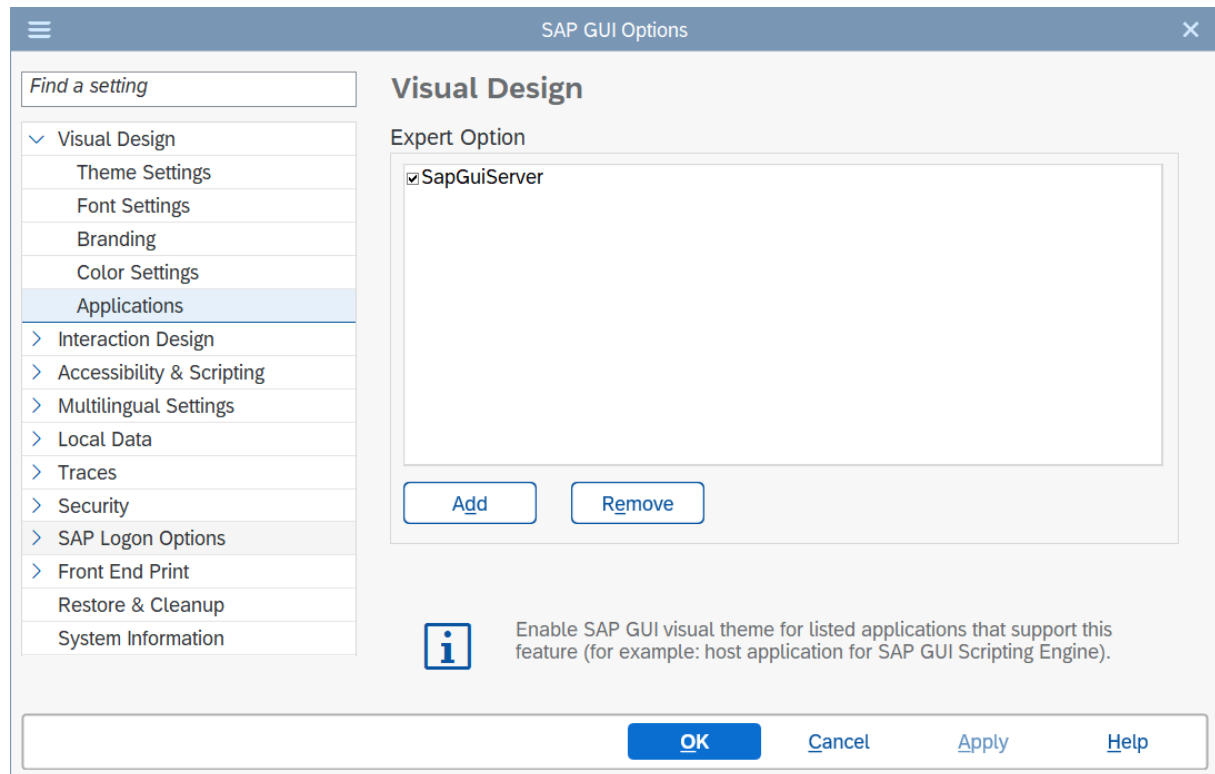 SAP GUI Options
Find a setting
Visual Design
Theme Settings
Font Settings
Branding
Color Settings
Applications
Interaction Design
Accessibility & Scripting
Multilingual Settings
Local Data
Traces
Security
SAP Logon Options
Front End Print
Restore & Cleanup
System Information
Visual Design
Expert Option
SapGuiServer
Add
Remove
Enable SAP GUI visual theme for listed applications that support this
feature (for example: host application for SAP GUI Scripting Engine).
OK
Cancel
Apply
Help